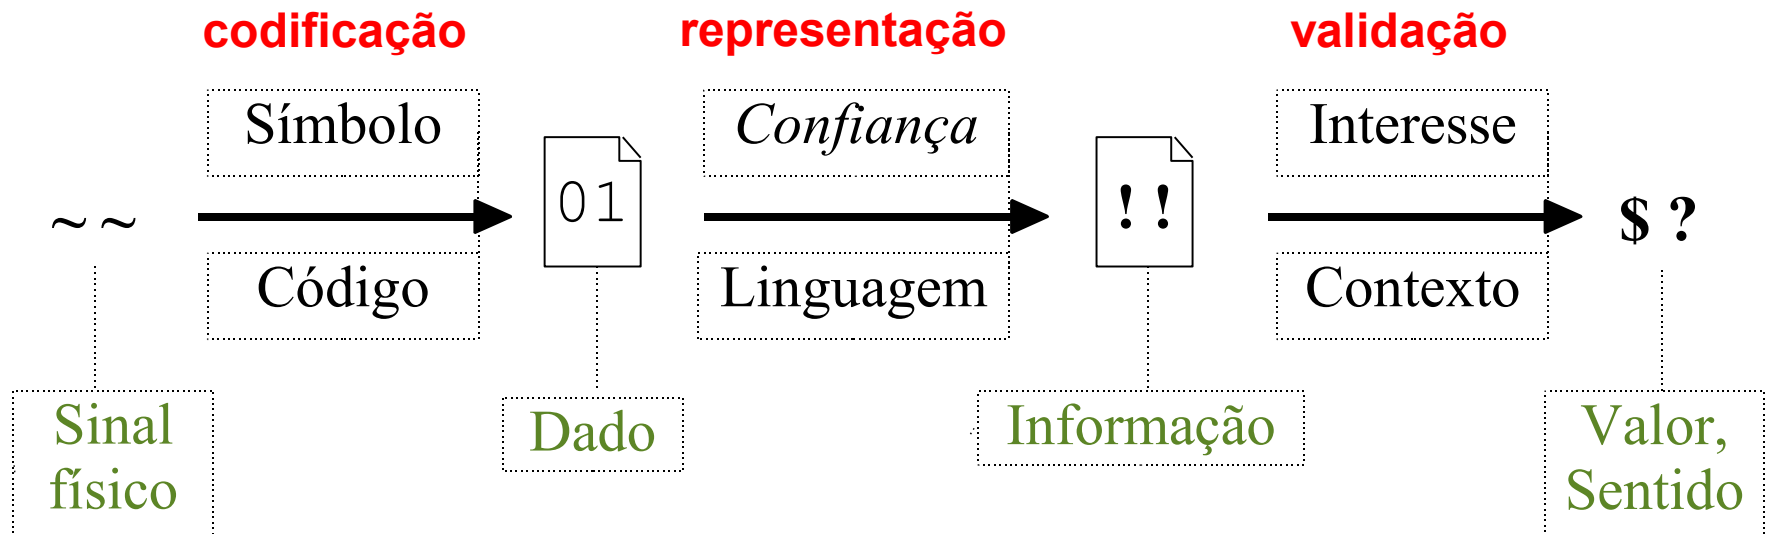 codificação representação validação
Símbolo Confiança Interesse
~~ 01 !! $ ?
Código Linguagem Contexto
Sinal físico
Dado
Informação
Valor, Sentido